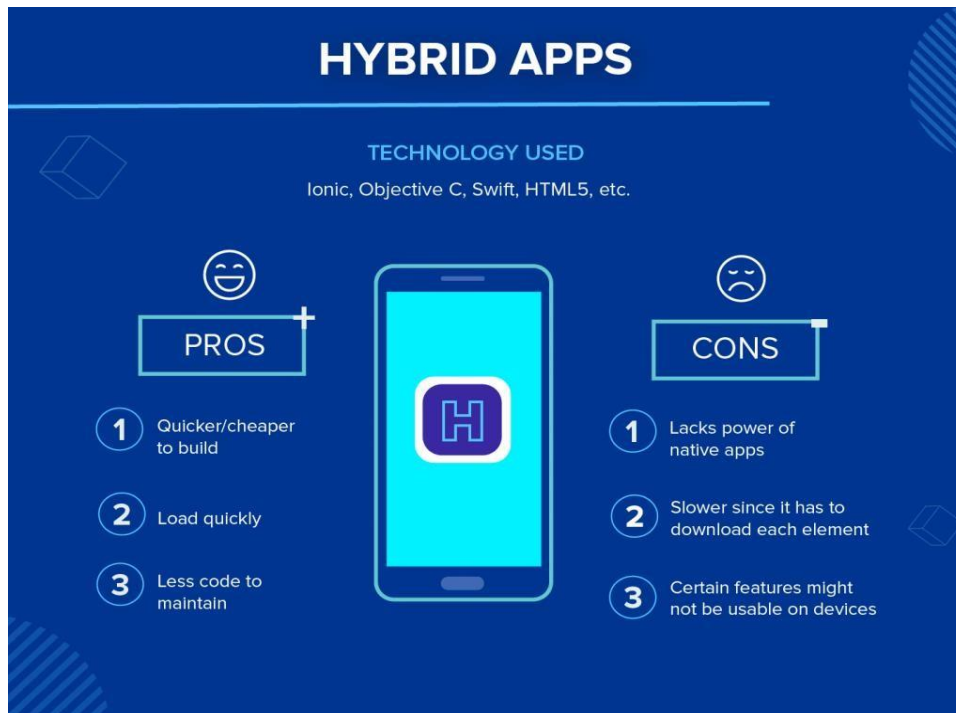 HYBRID APPS
TECHNOLOGY USED
Ionic, Objective C, Swift, HTML5, etc.
PROS
1 Quicker/cheaper
to build
2 Load quickly
3 Less code to
maintain
H
CONS
1 Lacks power of
native apps
2 Slower since it has to
download each element
3 Certain features might
not be usable on devices